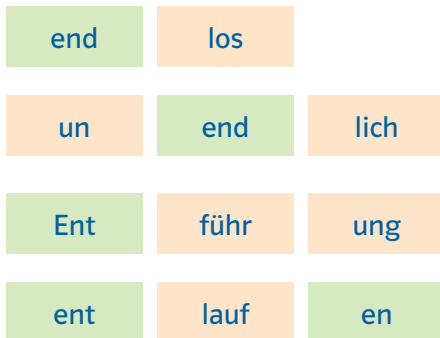 end los
un end lich
Ent führ ung
ent lauf en